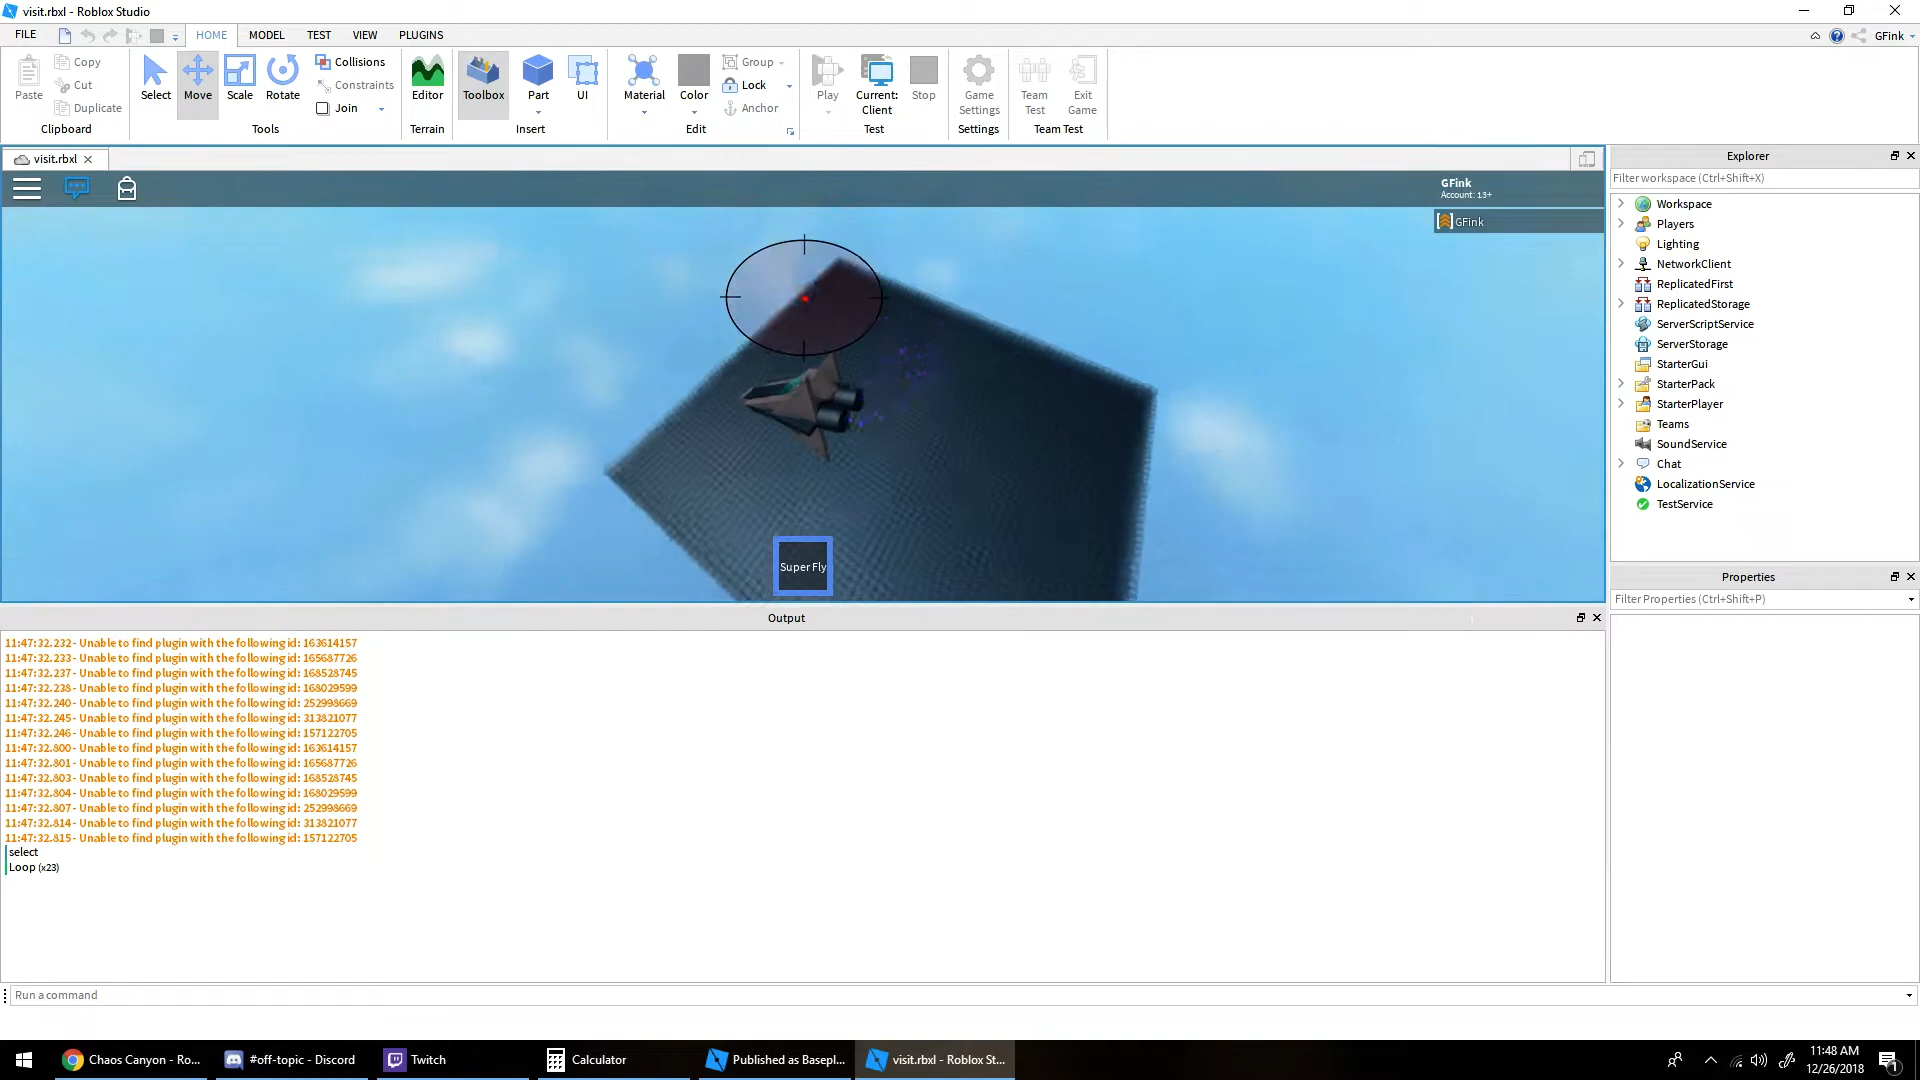 visit.rbxl - Roblox Studio
FILE
HOME
MODEL
TEST
VIEW
PLUGINS
GFink
Paste
Copy
Cut
Duplicate
Clipboard
Select
Move
Scale
Rotate
Collisions
Constraints
Join
Tools
Editor
Terrain
Toolbox
Part
UI
Insert
Material
Color
Group
Lock
Anchor
Edit
Play
Current:
Client
Stop
Test
Game
Settings
Settings
Team
Test
Exit
Game
Team Test
visit.rbxl
GFink
Account: 13+
GFink
Super Fly
Explorer
Filter workspace (Ctrl+Shift+X)
Workspace
Players
Lighting
NetworkClient
ReplicatedFirst
ReplicatedStorage
ServerScriptService
ServerStorage
StarterGui
StarterPack
StarterPlayer
Teams
SoundService
Chat
LocalizationService
TestService
Properties
Filter Properties (Ctrl+Shift+P)
Output
11:47:32.232 - Unable to find plugin with the following id: 163614157
11:47:32.233 - Unable to find plugin with the following id: 165687726
11:47:32.237 - Unable to find plugin with the following id: 168528745
11:47:32.238 - Unable to find plugin with the following id: 168029599
11:47:32.240 - Unable to find plugin with the following id: 252998669
11:47:32.245 - Unable to find plugin with the following id: 313821077
11:47:32.246 - Unable to find plugin with the following id: 157122705
11:47:32.800 - Unable to find plugin with the following id: 163614157
11:47:32.801 - Unable to find plugin with the following id: 165687726
11:47:32.803 - Unable to find plugin with the following id: 168528745
11:47:32.804 - Unable to find plugin with the following id: 168029599
11:47:32.807 - Unable to find plugin with the following id: 252998669
11:47:32.814 - Unable to find plugin with the following id: 313821077
11:47:32.815 - Unable to find plugin with the following id: 157122705
select
Loop (x23)
Run a command
Chaos Canyon - Ro...
#off-topic - Discord
Twitch
Calculator
Published as Basepl...
visit.rbxl - Roblox St...
11:48 AM
12/26/2018
1